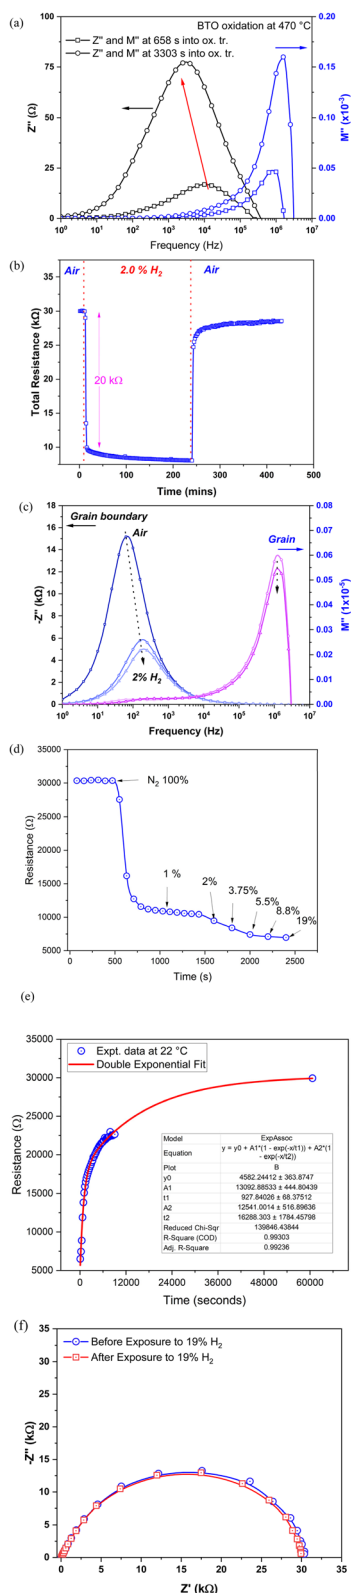 (a)
BTO oxidation at 470 °C
Z" and M" at 658 s into ox. tr.
Z" and M" at 3303 s into ox. tr.
100
75
50
25
0
Z'' (Ω)
0.20
0.15
0.10
0.05
0.00
M'' (x10⁻³)
10⁰ 10¹ 10² 10³ 10⁴ 10⁵ 10⁶ 10⁷
Frequency (Hz)
(b)
Air 2.0 % H₂ Air
20 kΩ
35
30
25
20
15
10
Total Resistance (kΩ)
0 100 200 300 400 500
Time (mins)
(c)
Grain boundary
Air
Grain
2% H₂
18
16
14
12
10
8
6
4
2
0
-Z'' (kΩ)
0.08
0.07
0.06
0.05
0.04
0.03
0.02
0.01
0.00
M'' (1x10⁻⁵)
10⁰ 10¹ 10² 10³ 10⁴ 10⁵ 10⁶ 10⁷
Frequency (Hz)
(d)
N₂ 100%
1 %
2%
3.75%
5.5%
8.8%
19%
35000
30000
25000
20000
15000
10000
5000
Resistance (Ω)
0 500 1000 1500 2000 2500
Time (s)
(e)
Expt. data at 22 °C
Double Exponential Fit
35000
30000
25000
20000
15000
10000
5000
Resistance (Ω)
Model ExpAssoc
Equation y = y0 + A1*(1 - exp(-x/t1)) + A2*(1
- exp(-x/t2))
Plot B
y0 4582.24412 ± 363.8747
A1 13092.88533 ± 444.80439
t1 927.84026 ± 68.37512
A2 12541.0014 ± 516.89636
t2 16288.303 ± 1784.45798
Reduced Chi-Sqr 139846.43844
R-Square (COD) 0.99303
Adj. R-Square 0.99236
0 12000 24000 36000 48000 60000
Time (seconds)
(f)
Before Exposure to 19% H₂
After Exposure to 19% H₂
35
30
25
20
15
10
5
0
-Z'' (kΩ)
0 5 10 15 20 25 30 35
Z' (kΩ)